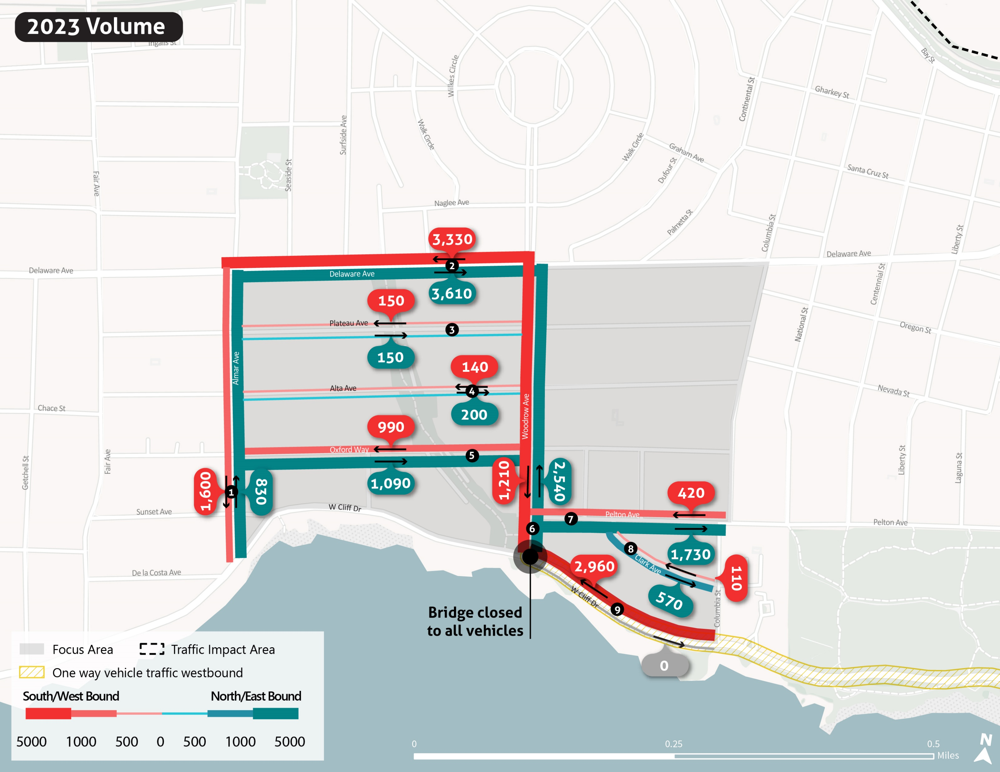 2023 Volume
Ingalls St
Bay St
Wilkes Circle
Continental St
Gharkey St
Surfside Ave
Walk Circle
Walk Circle
Graham Ave
Dufour St
Santa Cruz St
Fair Ave
Seaside St
Naglee Ave
Palmetta St
Columbia St
Liberty St
3,330
2
Delaware Ave
Delaware Ave
Delaware Ave
3,610
Centennial St
150
Plateau Ave
3
150
National St
Oregon St
Almar Ave
140
Alta Ave
4
200
Nevada St
Chace St
Woodrow Ave
990
Oxford Way
5
1,090
Getchell St
Fair Ave
Liberty St
Laguna St
1,600
1
830
1,210
2,540
420
Sunset Ave
W Cliff Dr
Pelton Ave
7
Pelton Ave
6
8
1,730
Clark Ave
De la Costa Ave
2,960
110
570
W Cliff Dr
9
Columbia St
Bridge closed
to all vehicles
0
Focus Area
Traffic Impact Area
One way vehicle traffic westbound
South/West Bound
North/East Bound
5000 1000 500 0 500 1000 5000
0 0.25 0.5
Miles
N